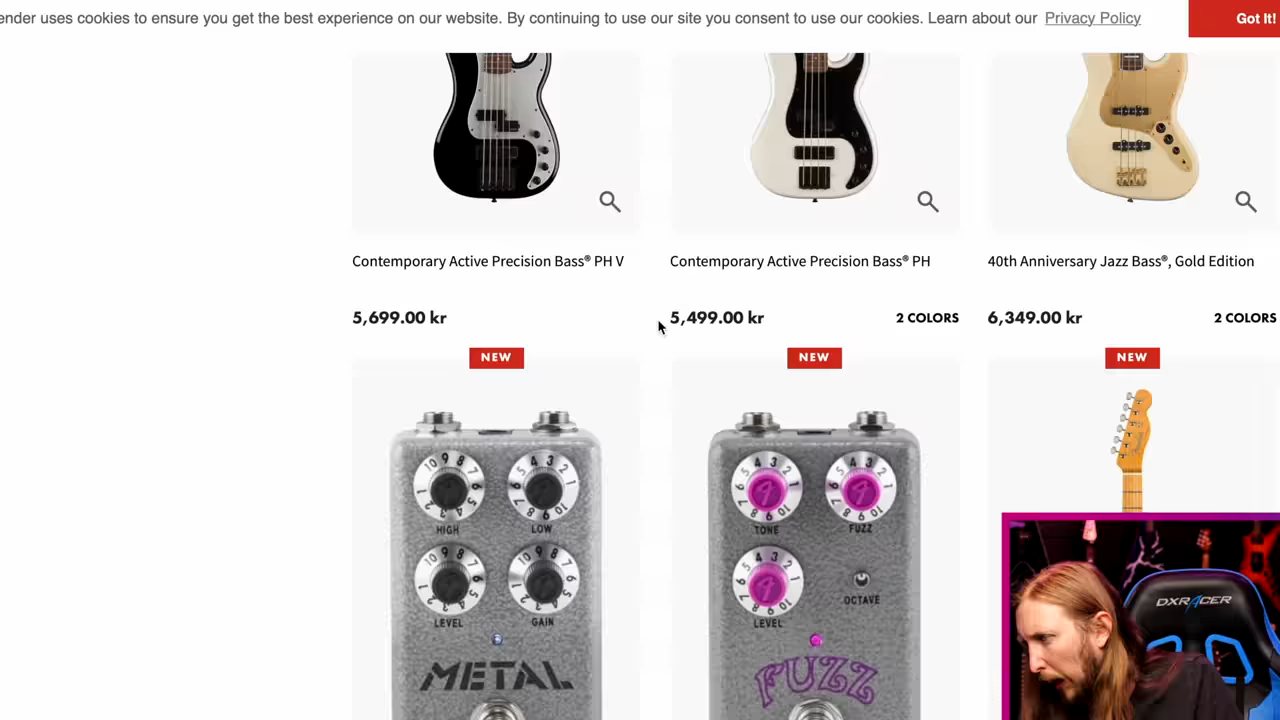 ender uses cookies to ensure you get the best experience on our website. By continuing to use our site you consent to use our cookies. Learn about our Privacy Policy
Got It!
Contemporary Active Precision Bass® PH V
Contemporary Active Precision Bass® PH
40th Anniversary Jazz Bass®, Gold Edition
5,699.00 kr
5,499.00 kr
2 COLORS
6,349.00 kr
2 COLORS
NEW
NEW
NEW
HIGH
LOW
TONE
FUZZ
LEVEL
GAIN
LEVEL
OCTAVE
METAL
FUZZ
DXRACER